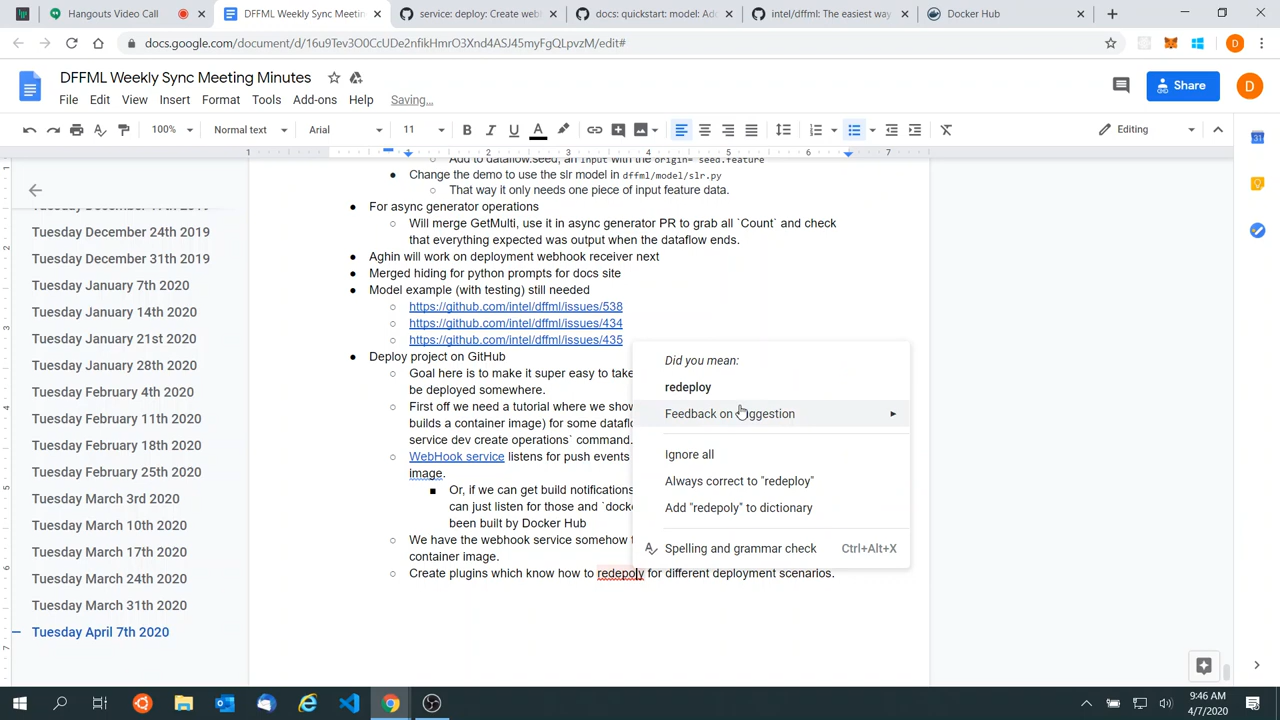 Hangouts Video Call
DFFML Weekly Sync Meetin
service: deploy: Create webl
docs: quickstart: model: Ad
intel/dffml: The easiest way
Docker Hub
docs.google.com/document/d/16u9Tev3O0CcUDe2nfikHmrO3Xnd4ASJ45myFgQLpvzM/edit#
D
DFFML Weekly Sync Meeting Minutes
File Edit View Insert Format Tools Add-ons Help Saving...
Share
D
100% Normal text Arial 11 B I U A Editing
1 1 2 3 4 5 6 7
Tuesday December 24th 2019
Tuesday December 31th 2019
Tuesday January 7th 2020
Tuesday January 14th 2020
Tuesday January 21st 2020
Tuesday January 28th 2020
Tuesday February 4th 2020
Tuesday February 11th 2020
Tuesday February 18th 2020
Tuesday February 25th 2020
Tuesday March 3rd 2020
Tuesday March 10th 2020
Tuesday March 17th 2020
Tuesday March 24th 2020
Tuesday March 31th 2020
Tuesday April 7th 2020
Add to dataflow.seed, an input with the origin= seed.feature
Change the demo to use the slr model in dffml/model/slr.py
That way it only needs one piece of input feature data.
For async generator operations
Will merge GetMulti, use it in async generator PR to grab all `Count` and check
that everything expected was output when the dataflow ends.
Aghin will work on deployment webhook receiver next
Merged hiding for python prompts for docs site
Model example (with testing) still needed
https://github.com/intel/dffml/issues/538
https://github.com/intel/dffml/issues/434
https://github.com/intel/dffml/issues/435
Deploy project on GitHub
Goal here is to make it super easy to take
be deployed somewhere.
First off we need a tutorial where we show
builds a container image) for some dataflo
service dev create operations` command.
WebHook service listens for push events
image.
Or, if we can get build notifications
can just listen for those and `docke
been built by Docker Hub
We have the webhook service somehow
container image.
Create plugins which know how to redepoly for different deployment scenarios.
Did you mean:
redeploy
Feedback on suggestion
Ignore all
Always correct to "redeploy"
Add "redepoly" to dictionary
Spelling and grammar check Ctrl+Alt+X
9:46 AM
4/7/2020